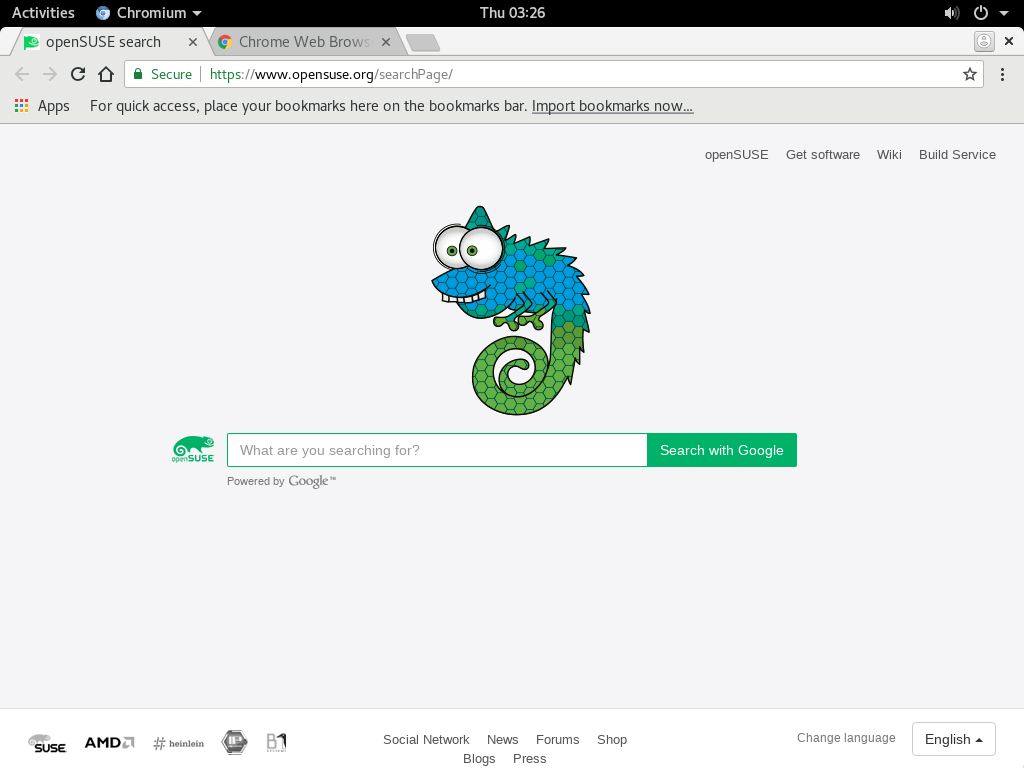 Activities Chromium Thu 03:26
openSUSE search Chrome Web Brows
Secure https://www.opensuse.org/searchPage/
Apps For quick access, place your bookmarks here on the bookmarks bar. Import bookmarks now...
openSUSE Get software Wiki Build Service
openSUSE What are you searching for? Search with Google
Powered by Google™
SUSE AMD # heinlein B1 Social Network News Forums Shop Change language English
Blogs Press